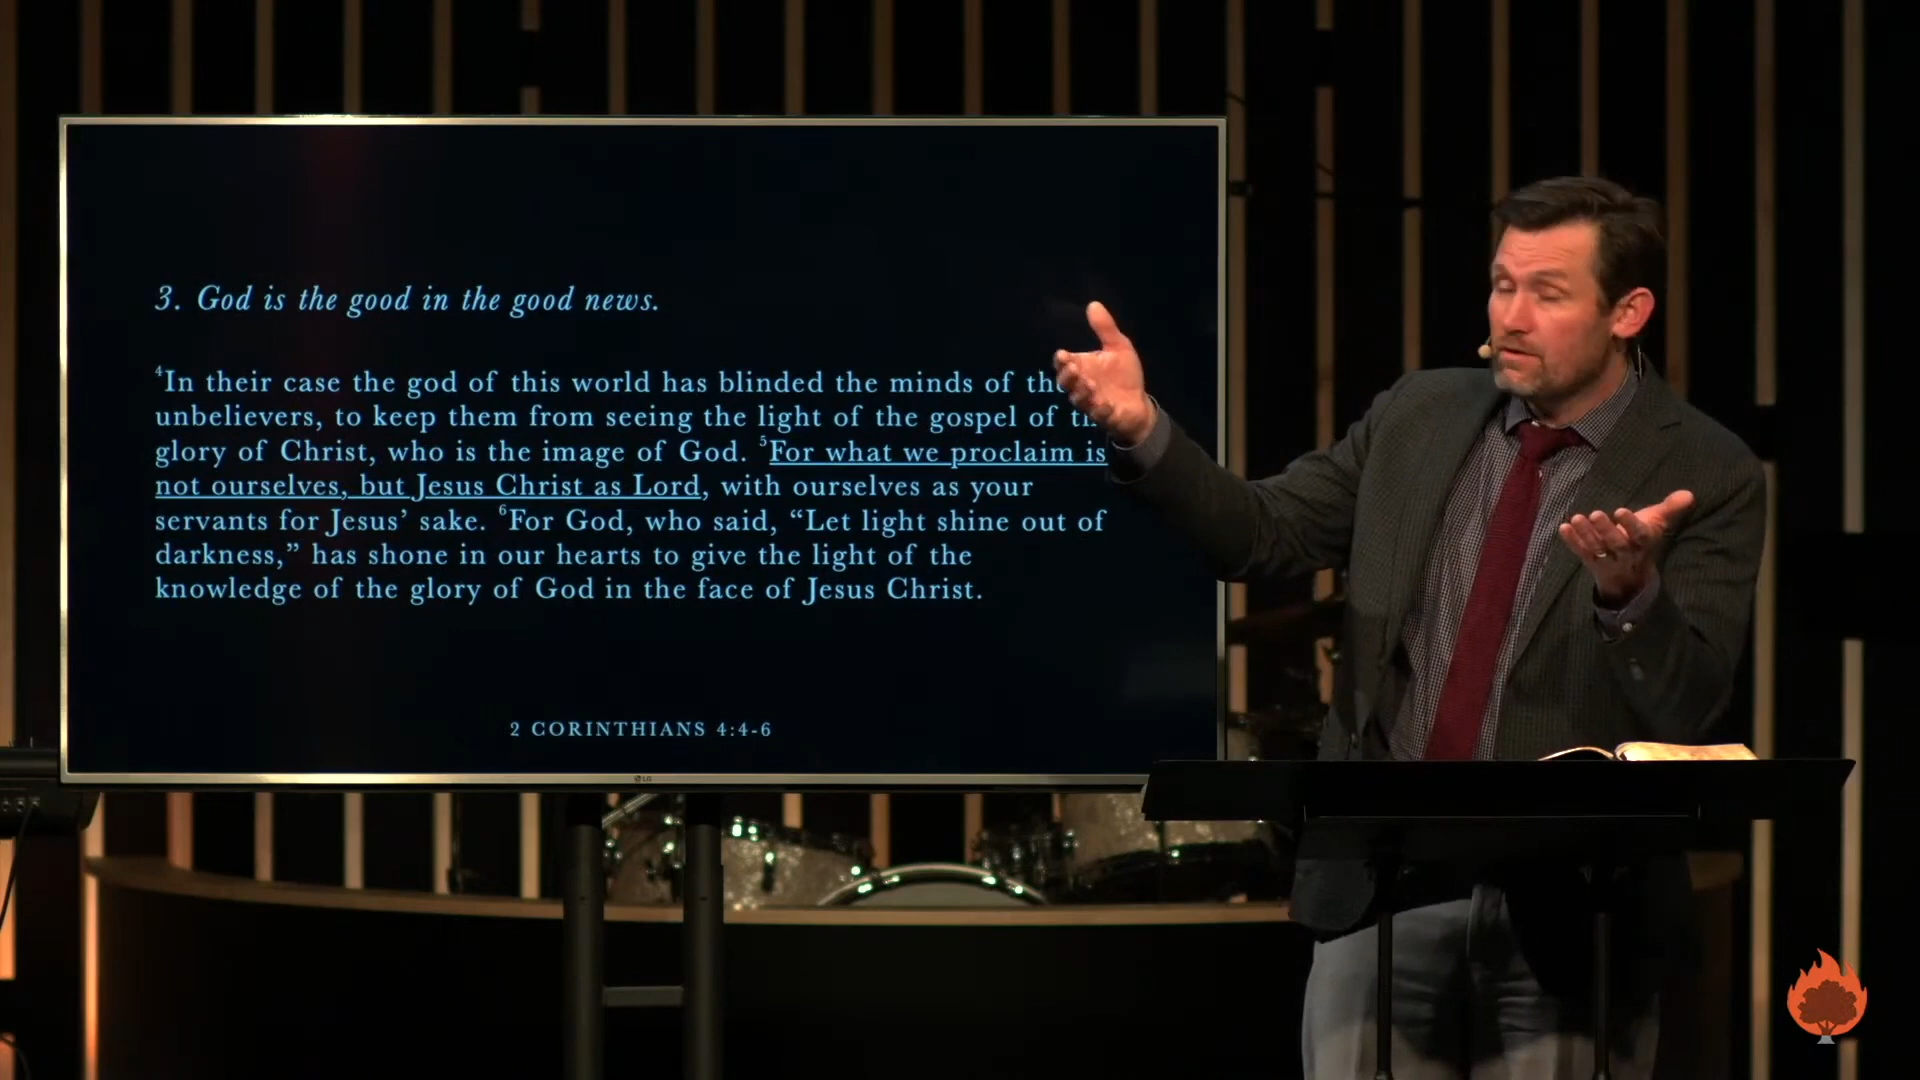 3. God is the good in the good news.
⁴In their case the god of this world has blinded the minds of the
unbelievers, to keep them from seeing the light of the gospel of
glory of Christ, who is the image of God. ⁵For what we proclaim is
not ourselves, but Jesus Christ as Lord, with ourselves as your
servants for Jesus’ sake. ⁶For God, who said, “Let light shine out of
darkness,” has shone in our hearts to give the light of the
knowledge of the glory of God in the face of Jesus Christ.
2 CORINTHIANS 4:4-6
LG